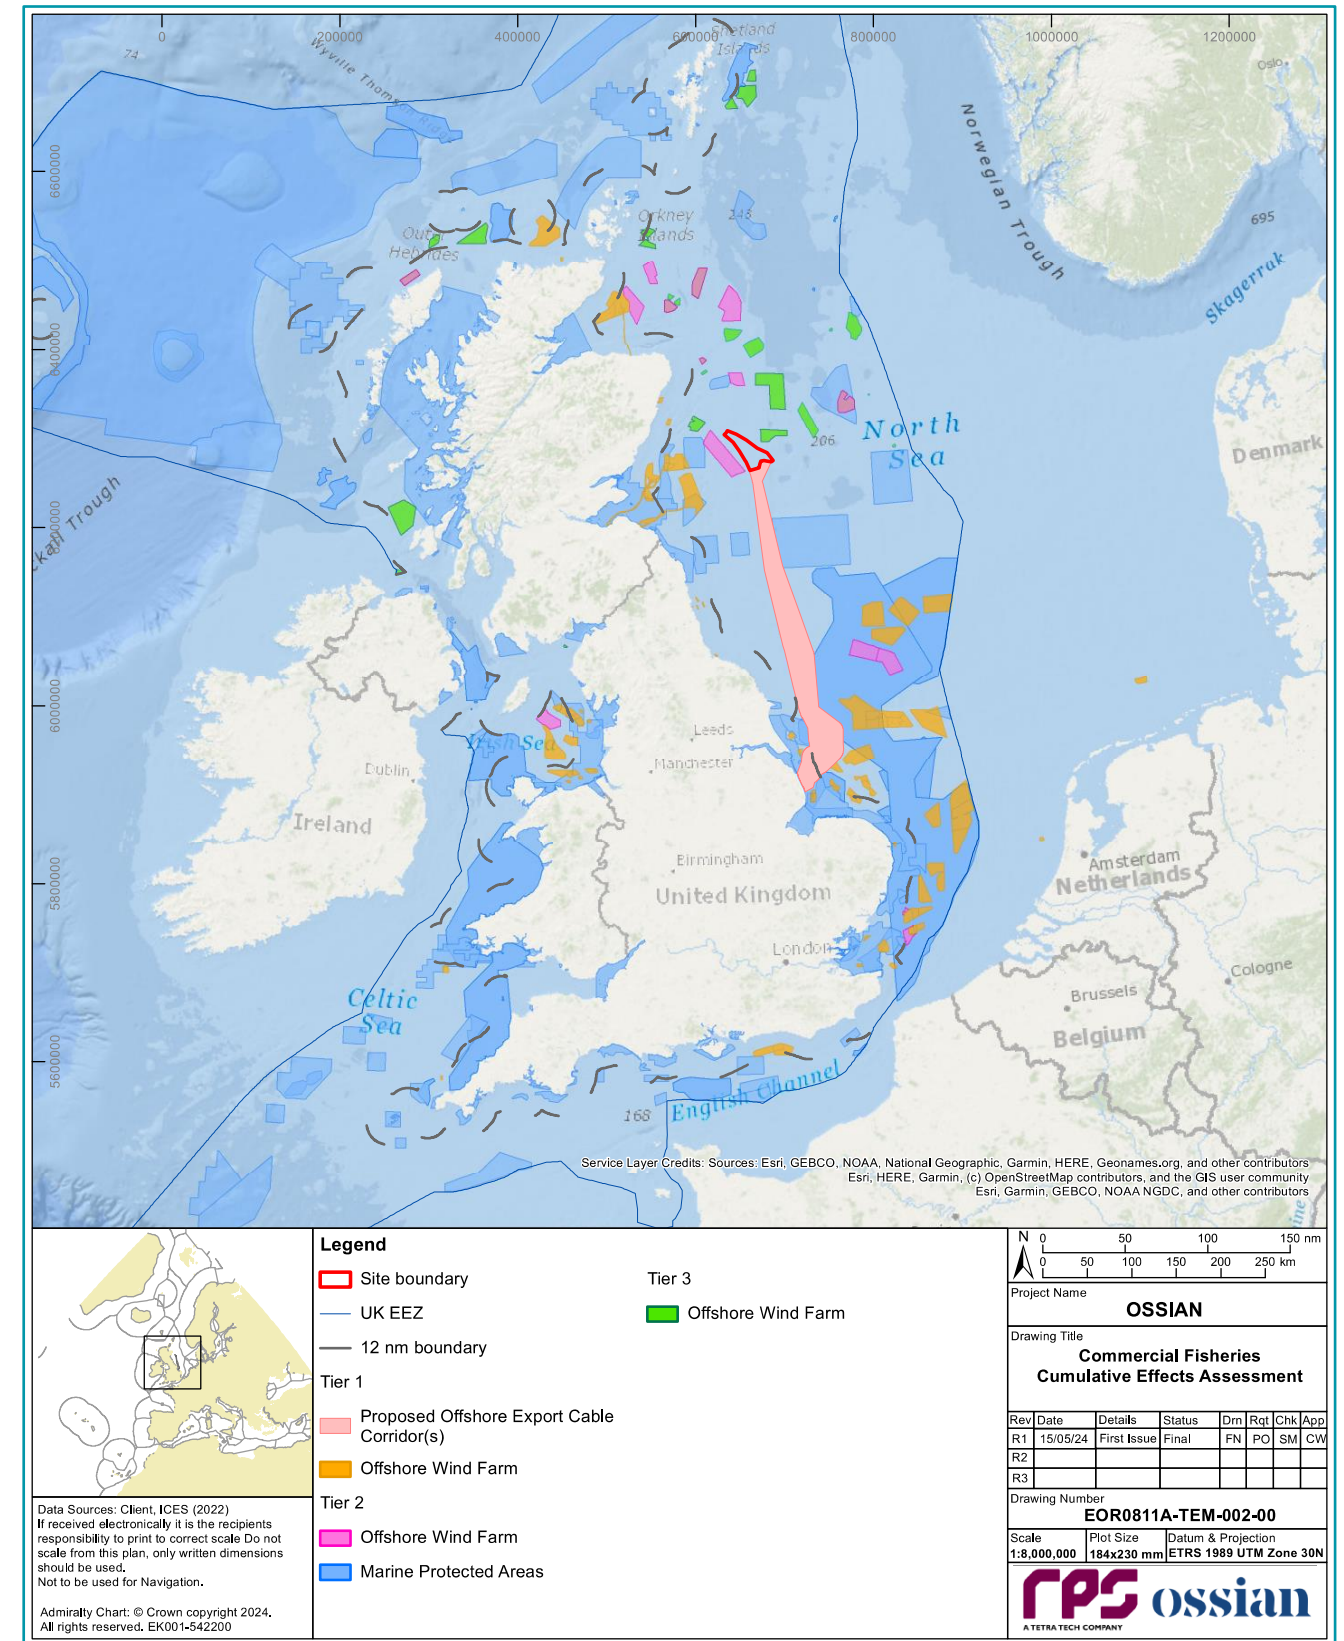 0
200000
400000
600000
800000
1000000
1200000
74
Wyville Thomson Ridge
Shetland
Islands
Oslo
6600000
Norwegian Trough
695
Orkney
Islands
243
Outer
Hebrides
Skagerrak
6400000
North
Sea
206
Denmark
6200000
ckall Trough
6000000
Leeds
Irish Sea
Manchester
Dublin
Ireland
Birmingham
Amsterdam
Netherlands
5800000
United Kingdom
London
Cologne
Brussels
Celtic
Sea
Belgium
5600000
English Channel
168
Service Layer Credits: Sources: Esri, GEBCO, NOAA, National Geographic, Garmin, HERE, Geonames.org, and other contributors
Esri, HERE, Garmin, (c) OpenStreetMap contributors, and the GIS user community
Esri, Garmin, GEBCO, NOAA NGDC, and other contributors
ine
Legend
Site boundary
UK EEZ
12 nm boundary
Tier 1
Proposed Offshore Export Cable
Corridor(s)
Offshore Wind Farm
Tier 2
Offshore Wind Farm
Marine Protected Areas
Tier 3
Offshore Wind Farm
Data Sources: Client, ICES (2022)
If received electronically it is the recipients
responsibility to print to correct scale Do not
scale from this plan, only written dimensions
should be used.
Not to be used for Navigation.
Admiralty Chart: © Crown copyright 2024.
All rights reserved. EK001-542200
N
0 50 100 150 nm
0 50 100 150 200 250 km
Project Name
OSSIAN
Drawing Title
Commercial Fisheries
Cumulative Effects Assessment
Rev Date Details Status Drn Rqt Chk App
R1 15/05/24 First Issue Final FN PO SM CW
R2
R3
Drawing Number
EOR0811A-TEM-002-00
Scale Plot Size Datum & Projection
1:8,000,000 184x230 mm ETRS 1989 UTM Zone 30N
rps ossian
A TETRA TECH COMPANY